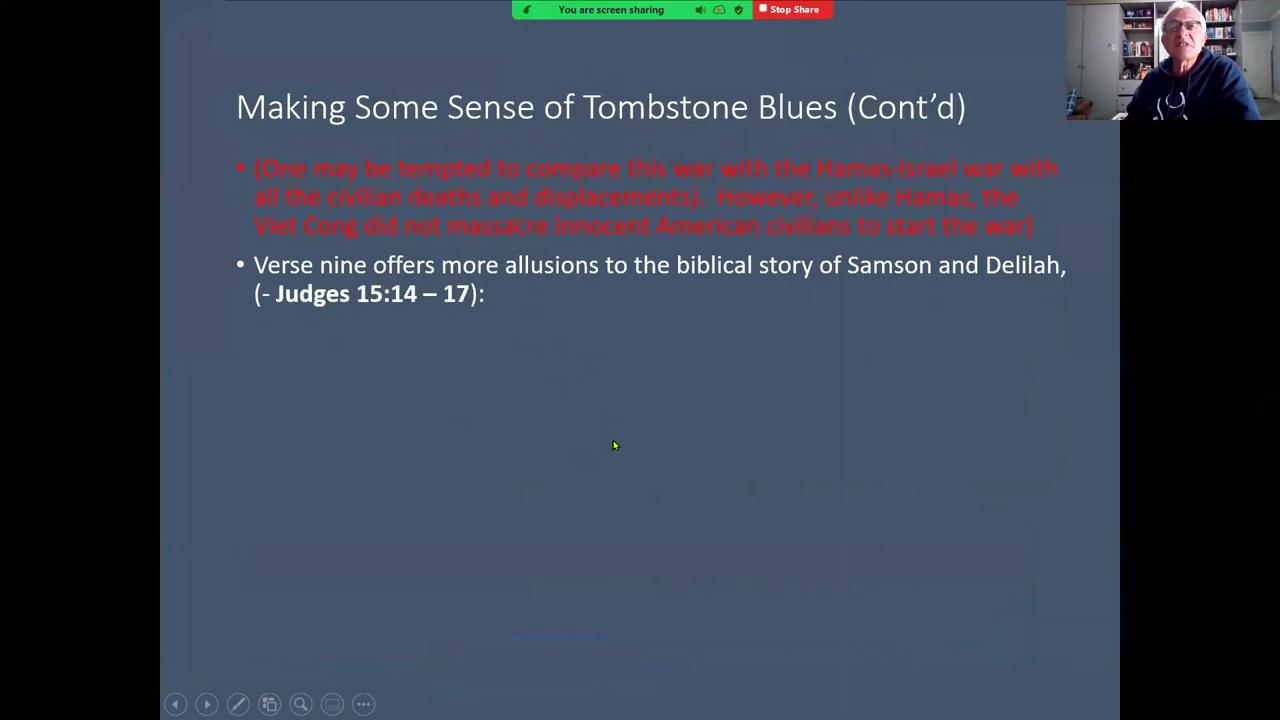 You are screen sharing
Stop Share
Making Some Sense of Tombstone Blues (Cont’d)
• (One may be tempted to compare this war with the Hamas-Israel war with
all the civilian deaths and displacements).  However, unlike Hamas, the
Viet Cong did not massacre innocent American civilians to start the war)
• Verse nine offers more allusions to the biblical story of Samson and Delilah,
(- Judges 15:14 – 17):